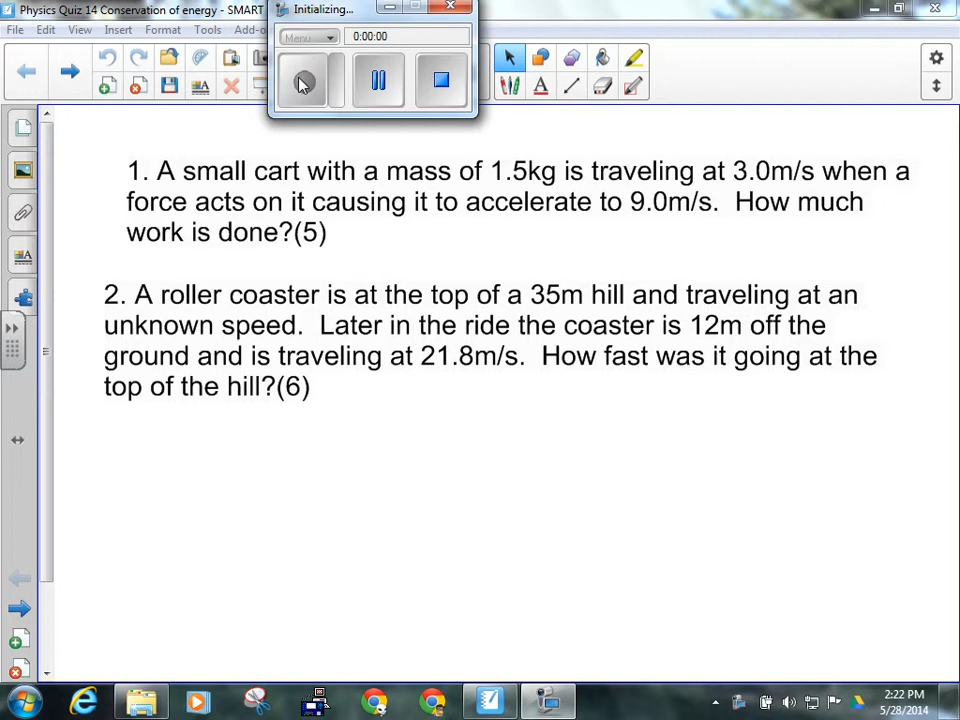 Physics Quiz 14 Conservation of energy - SMART
Initializing...
File Edit View Insert Format Tools Add-o
Menu 0:00:00
1. A small cart with a mass of 1.5kg is traveling at 3.0m/s when a
force acts on it causing it to accelerate to 9.0m/s. How much
work is done?(5)
2. A roller coaster is at the top of a 35m hill and traveling at an
unknown speed. Later in the ride the coaster is 12m off the
ground and is traveling at 21.8m/s. How fast was it going at the
top of the hill?(6)
2:22 PM
5/28/2014